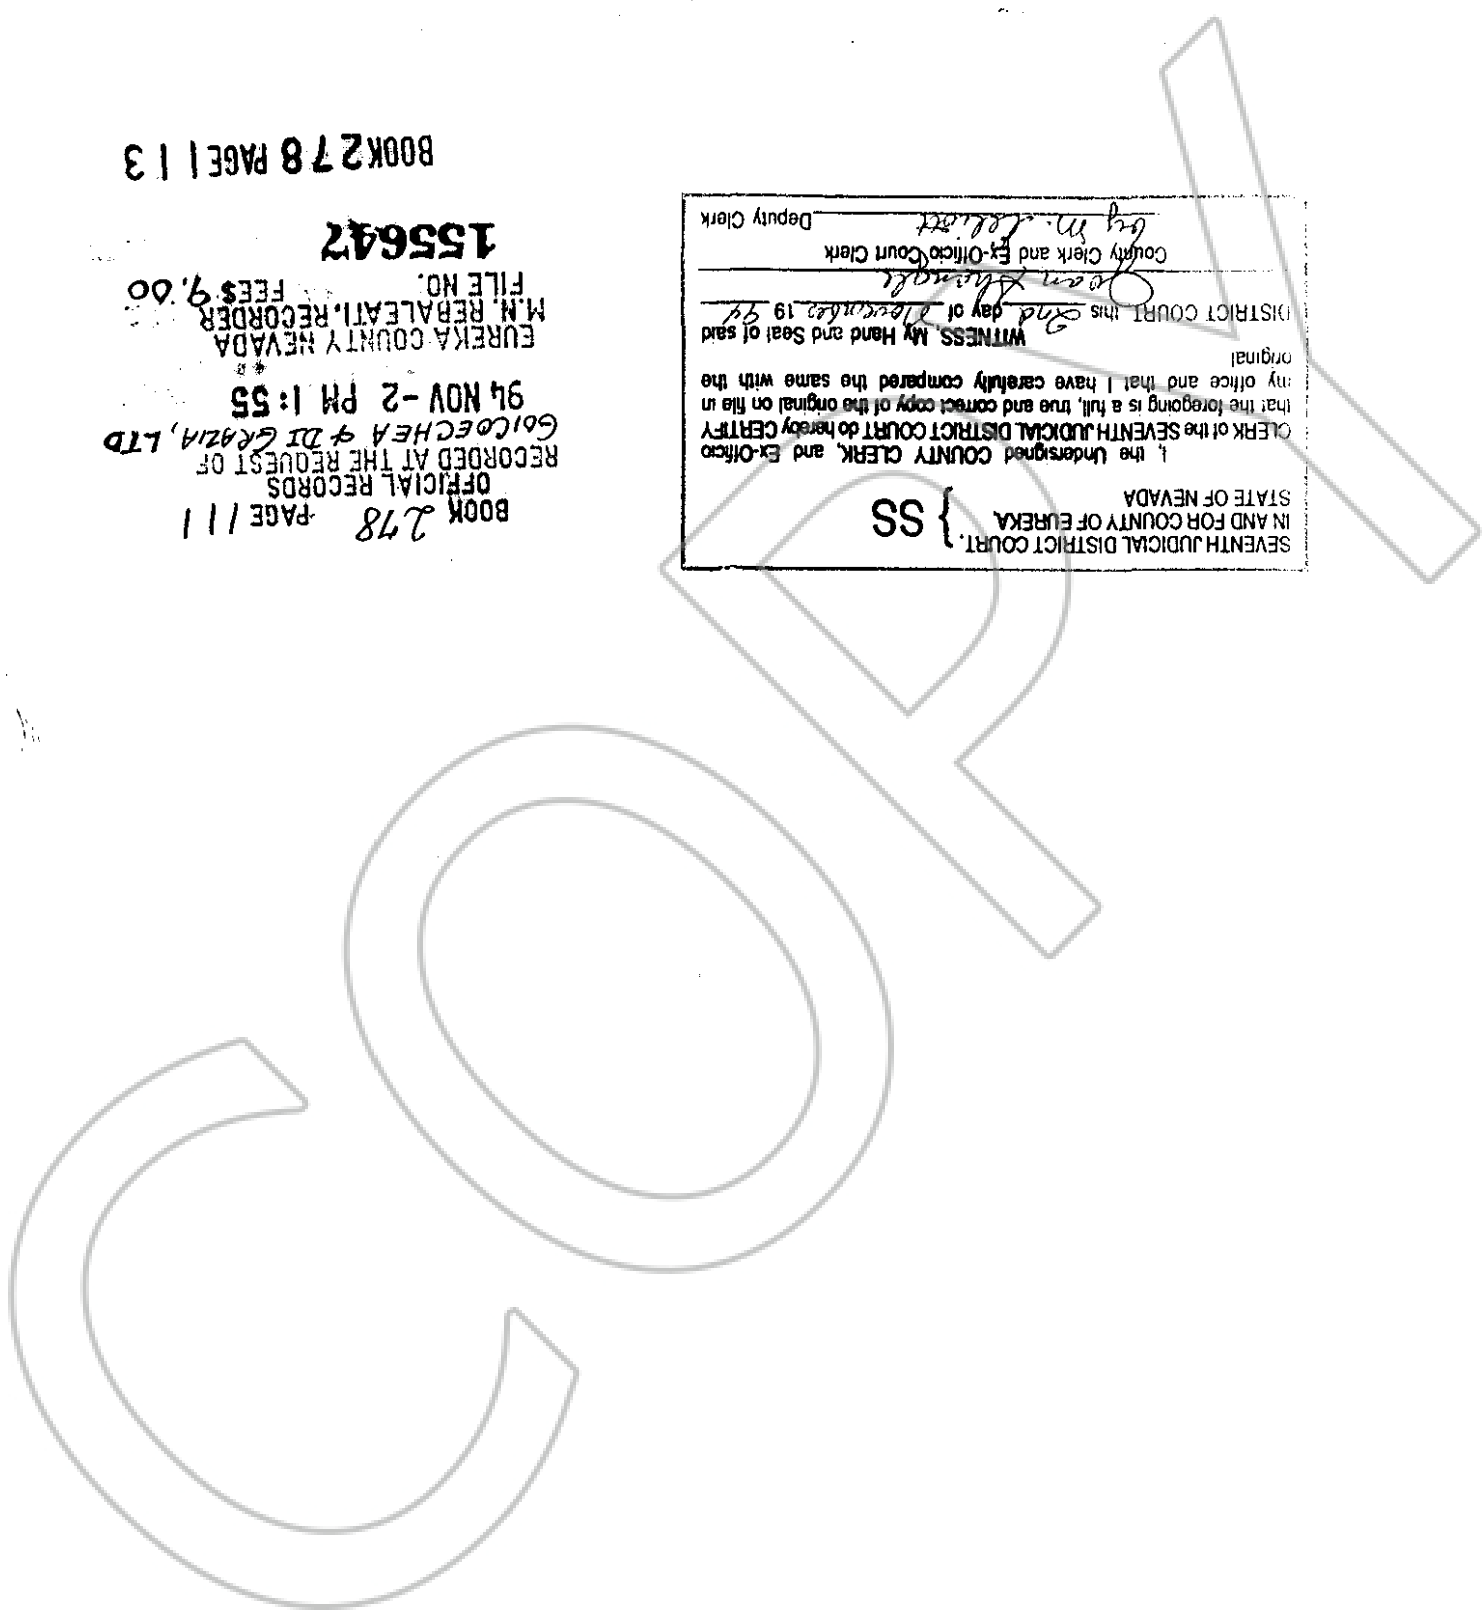 SEVENTH JUDICIAL DISTRICT COURT.
IN AND FOR COUNTY OF EUREKA
STATE OF NEVADA
} SS
I, the Undersigned COUNTY CLERK, and Ex-Officio
CLERK of the SEVENTH JUDICIAL DISTRICT COURT do hereby CERTIFY
that the foregoing is a full, true and correct copy of the original on file in
my office and that I have carefully compared the same with the
original
WITNESS, My Hand and Seal of said
DISTRICT COURT this 2nd day of November 19 94
Joan Shangle
County Clerk and Ex-Officio Court Clerk
by M. Deputy Clerk
BOOK 278 PAGE 111
OFFICIAL RECORDS
RECORDED AT THE REQUEST OF
GOICOECHEA & DI GRAZIA, LTD
94 NOV -2 PM 1:55
EUREKA COUNTY NEVADA
M.N. REBALEATI, RECORDER
FILE NO. FEE$ 9.00
155647
BOOK 278 PAGE 113
COPY